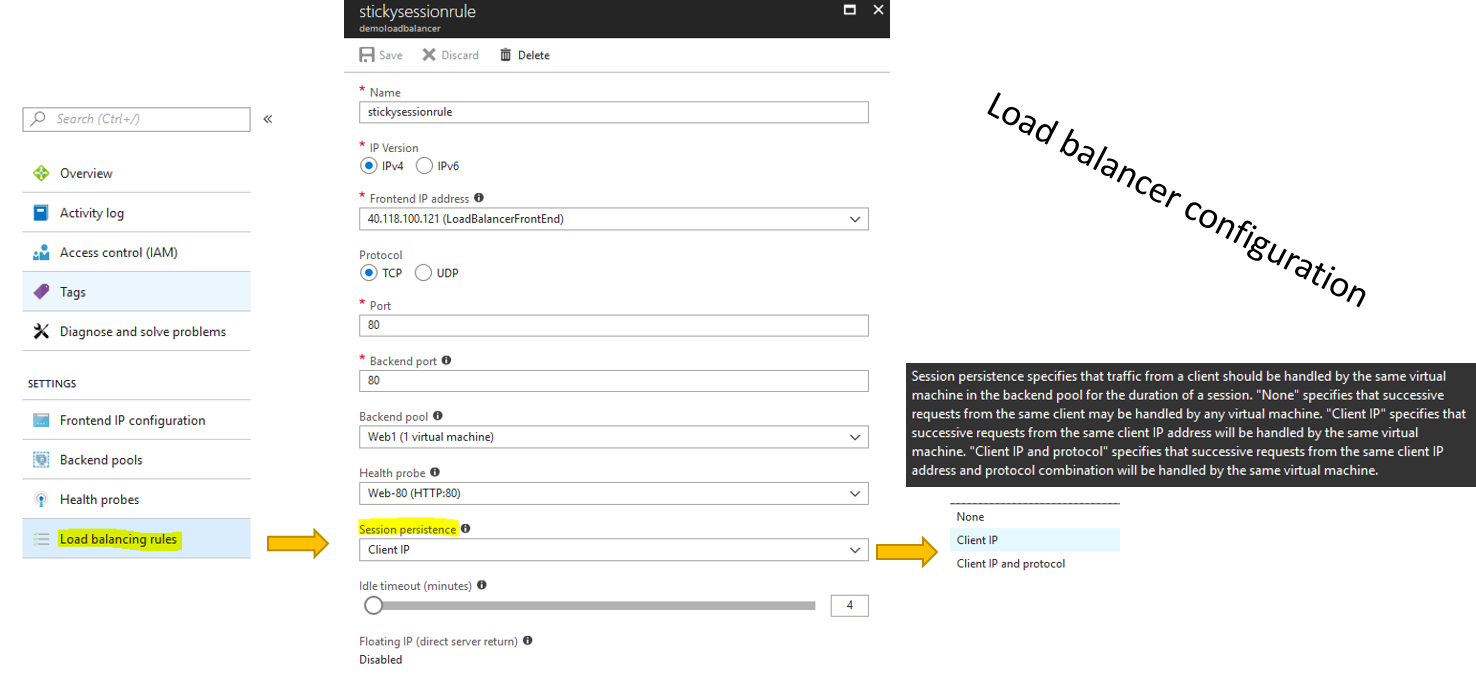 stickysessionrule
demoloadbalancer
Save Discard Delete
Search (Ctrl+/)
Overview
Activity log
Access control (IAM)
Tags
Diagnose and solve problems
SETTINGS
Frontend IP configuration
Backend pools
Health probes
Load balancing rules
* Name
stickysessionrule
* IP Version
IPv4 IPv6
* Frontend IP address
40.118.100.121 (LoadBalancerFrontEnd)
Protocol
TCP UDP
* Port
80
* Backend port
80
Backend pool
Web1 (1 virtual machine)
Health probe
Web-80 (HTTP:80)
Session persistence
Client IP
Idle timeout (minutes)
4
Floating IP (direct server return)
Disabled
Load balancer configuration
Session persistence specifies that traffic from a client should be handled by the same virtual
machine in the backend pool for the duration of a session. "None" specifies that successive
requests from the same client may be handled by any virtual machine. "Client IP" specifies that
successive requests from the same client IP address will be handled by the same virtual
machine. "Client IP and protocol" specifies that successive requests from the same client IP
address and protocol combination will be handled by the same virtual machine.
None
Client IP
Client IP and protocol